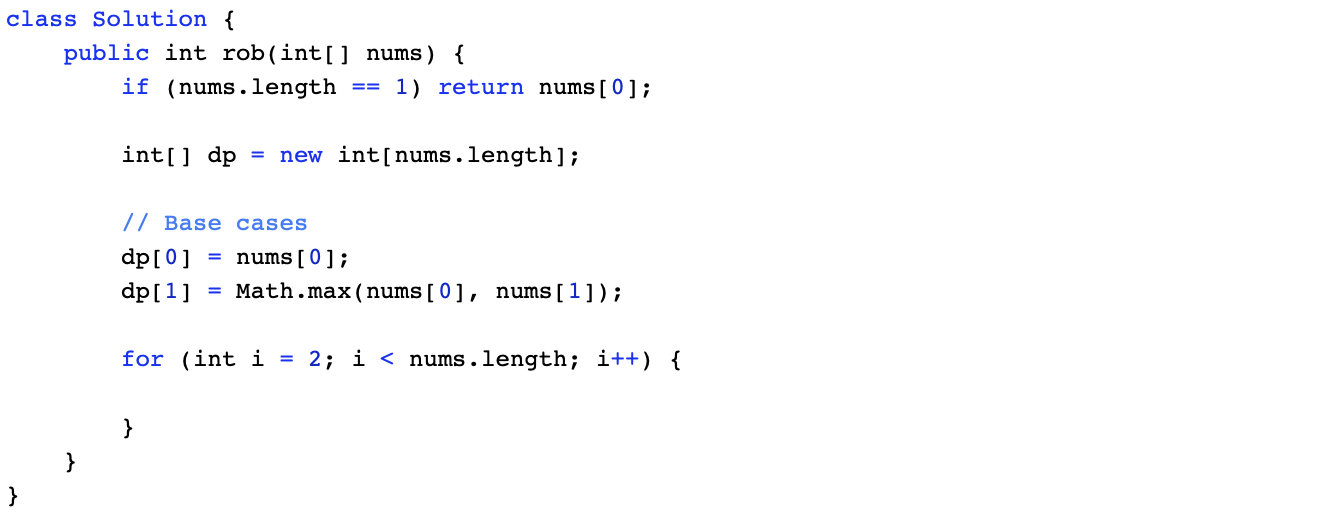 class Solution {
    public int rob(int[] nums) {
        if (nums.length == 1) return nums[0];
        int[] dp = new int[nums.length];
        // Base cases
        dp[0] = nums[0];
        dp[1] = Math.max(nums[0], nums[1]);
        for (int i = 2; i < nums.length; i++) {
        }
    }
}